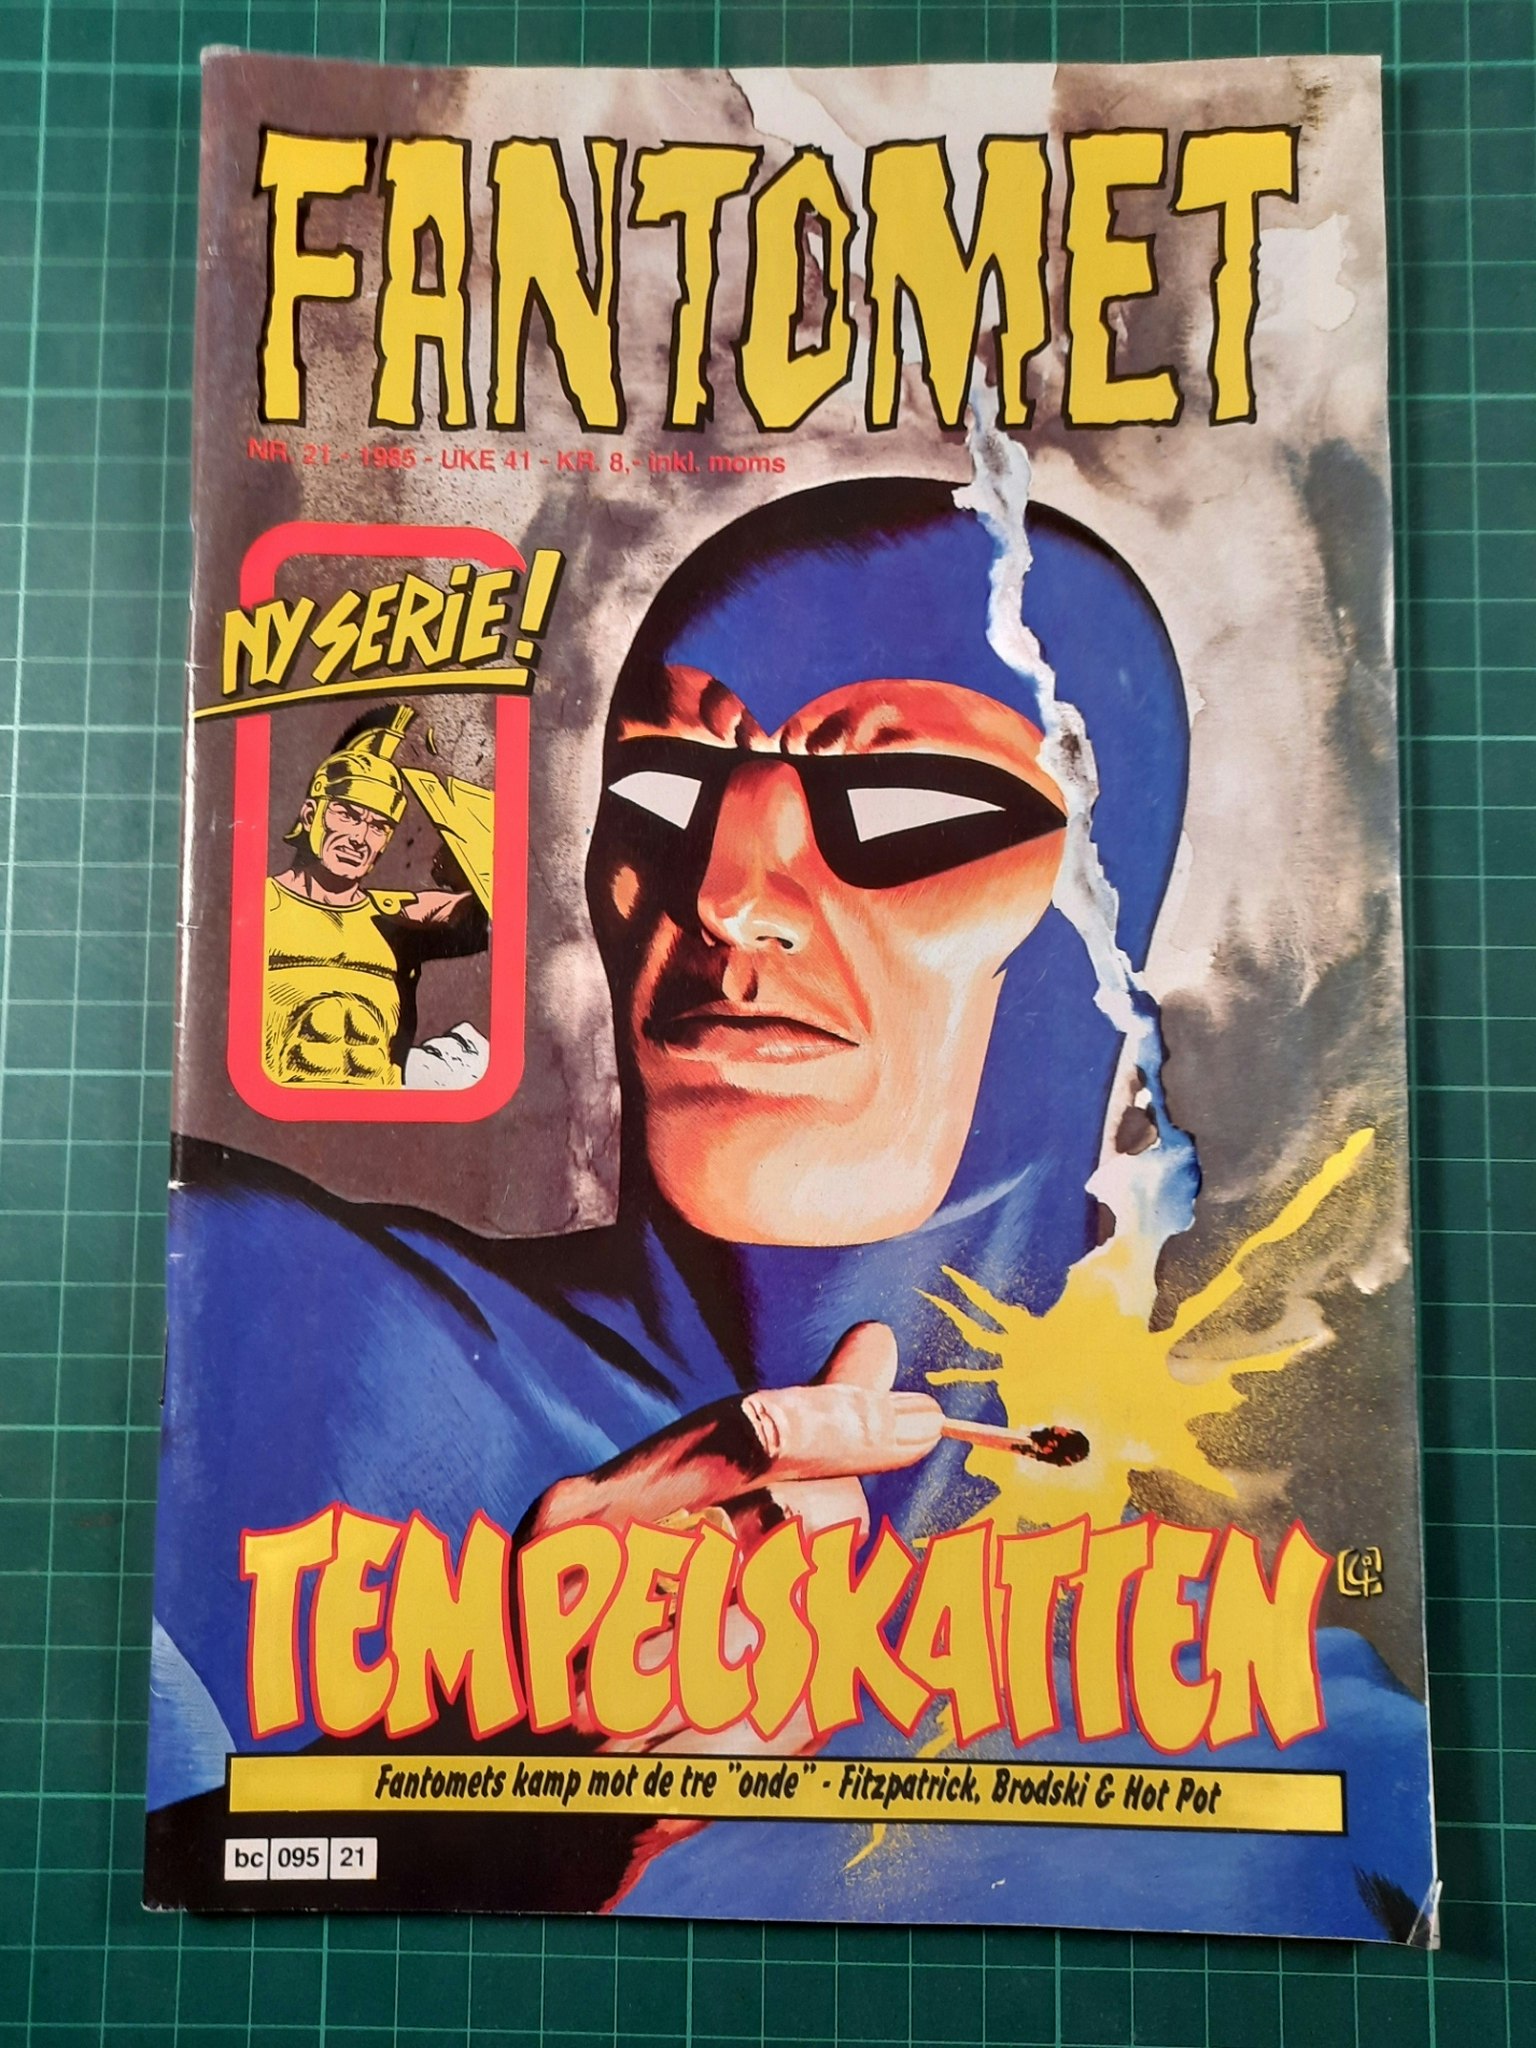 FANTOMET
NR. 21 - 1985 - UKE 41 - KR. 8,- inkl. moms
NY SERiE!
TEMPELSKATTEN
Fantomets kamp mot de tre "onde" - Fitzpatrick, Brodski & Hot Pot
bc 095 21